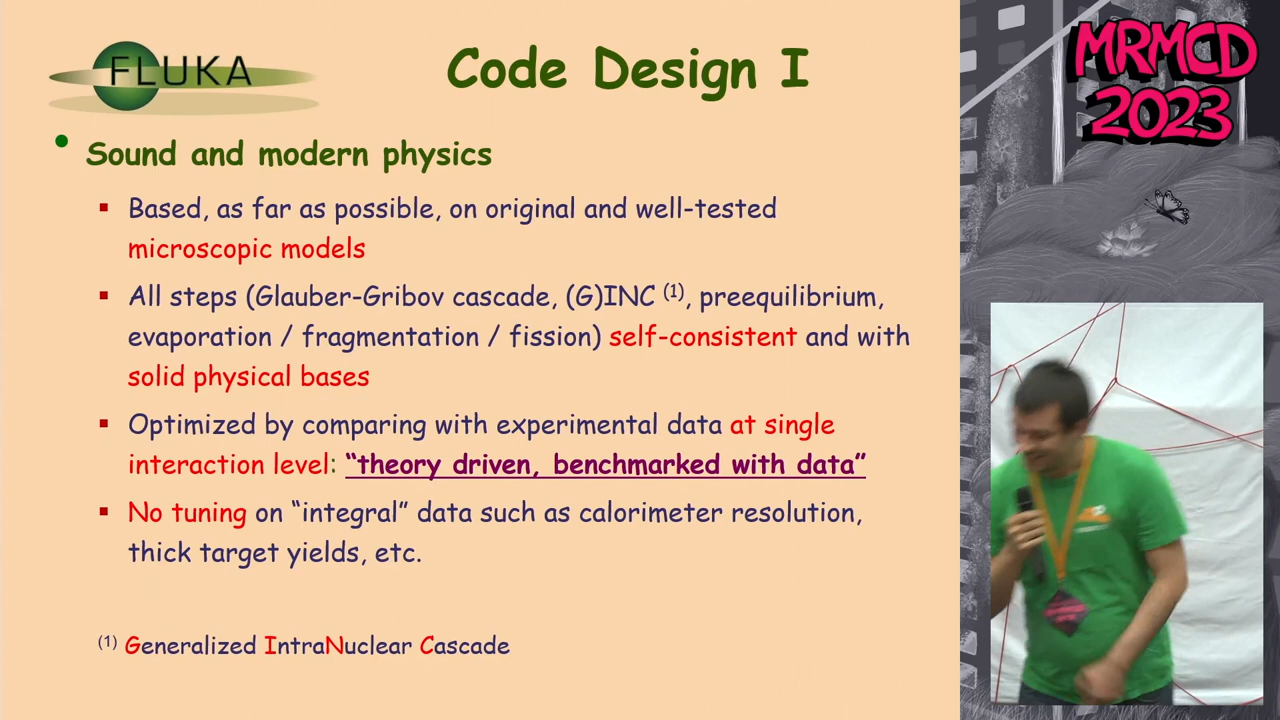 FLUKA
Code Design I
MRMCD
2023
• Sound and modern physics
▪ Based, as far as possible, on original and well-tested
microscopic models
▪ All steps (Glauber-Gribov cascade, (G)INC (1), preequilibrium,
evaporation / fragmentation / fission) self-consistent and with
solid physical bases
▪ Optimized by comparing with experimental data at single
interaction level: “theory driven, benchmarked with data”
▪ No tuning on “integral” data such as calorimeter resolution,
thick target yields, etc.
(1) Generalized IntraNuclear Cascade